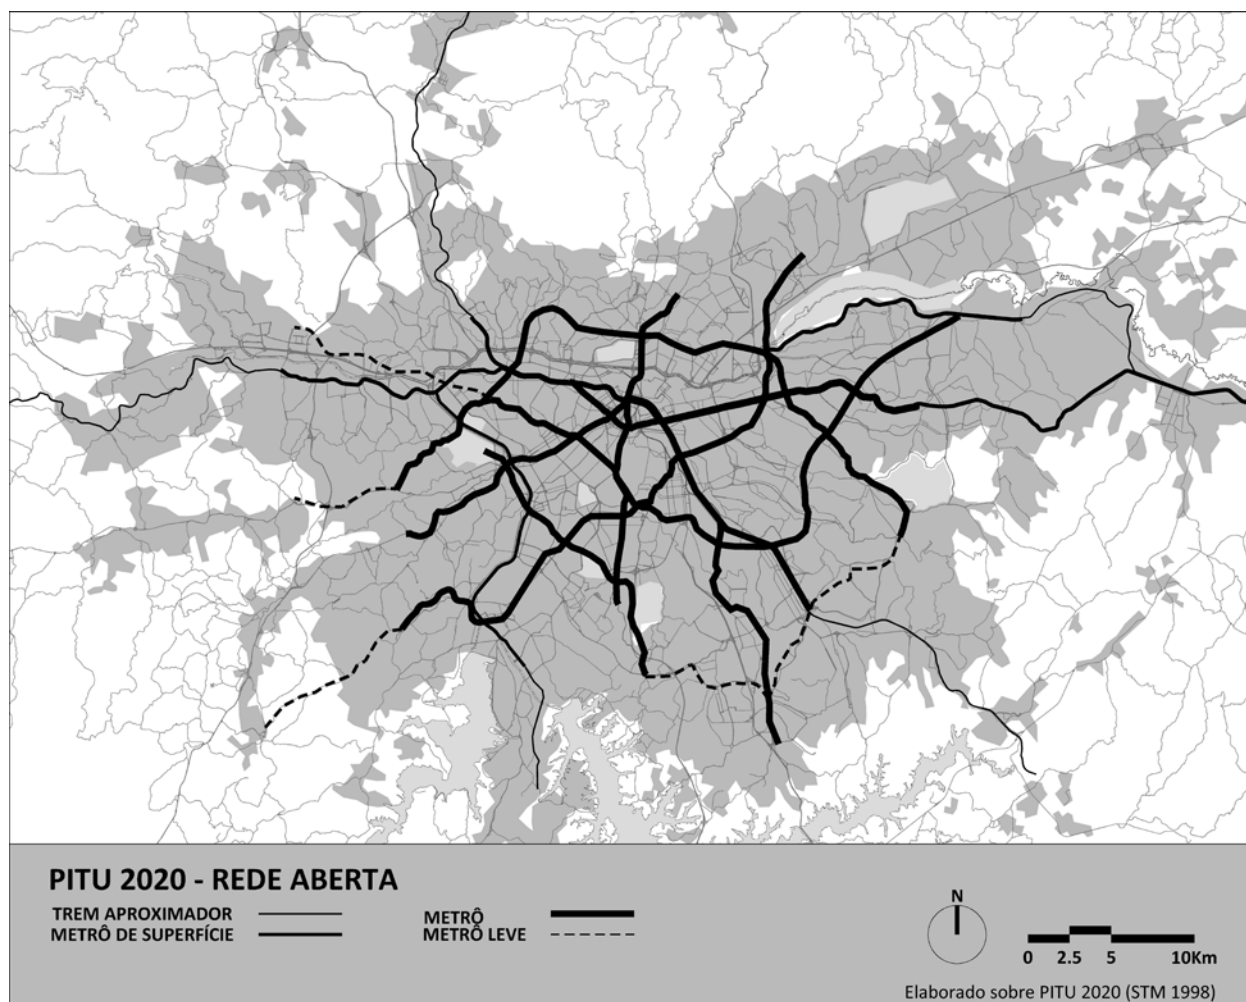 PITU 2020 - REDE ABERTA
TREM APROXIMADOR
METRÔ DE SUPERFÍCIE
METRÔ
METRÔ LEVE
N
0 2.5 5 10Km
Elaborado sobre PITU 2020 (STM 1998)